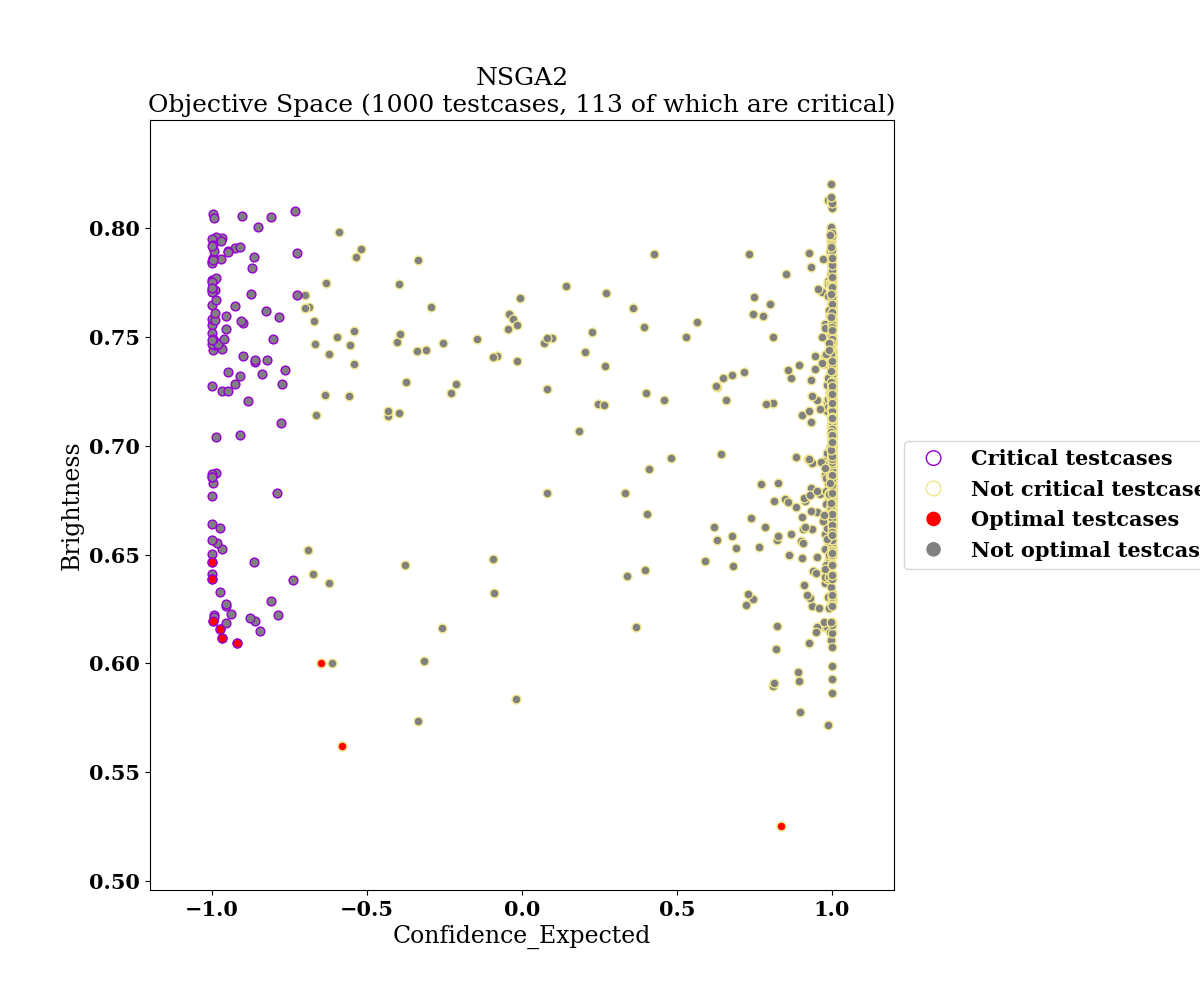 NSGA2
Objective Space (1000 testcases, 113 of which are critical)
0.80
0.75
0.70
0.65
0.60
0.55
0.50
Brightness
−1.0
−0.5
0.0
0.5
1.0
Confidence_Expected
Critical testcases
Not critical testcase
Optimal testcases
Not optimal testcas